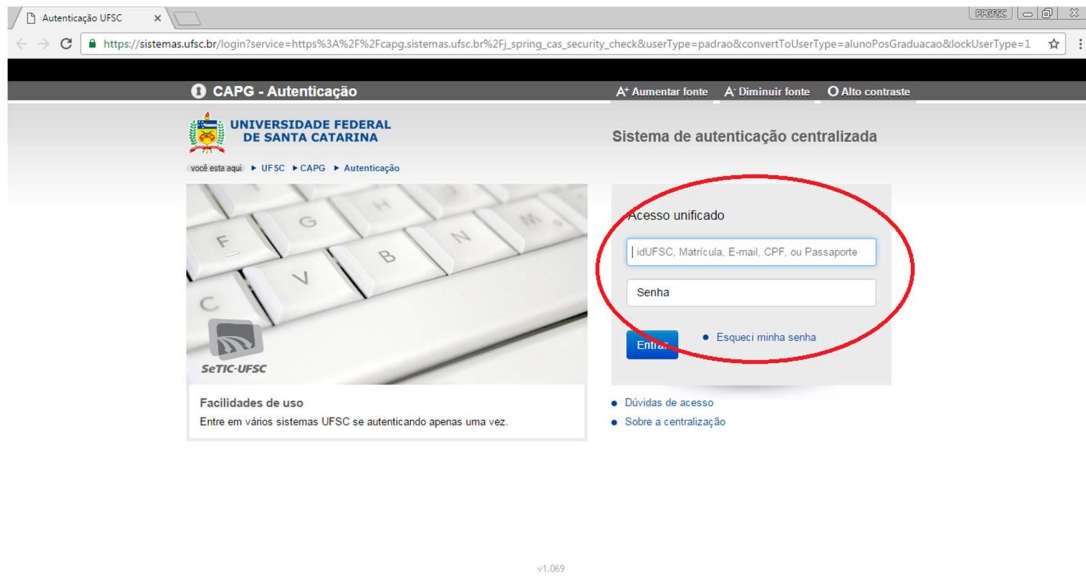 Autenticação UFSC
PPGFSC
https://sistemas.ufsc.br/login?service=https%3A%2F%2Fcapg.sistemas.ufsc.br%2Fj_spring_cas_security_check&userType=padrao&convertToUserType=alunoPosGraduacao&lockUserType=1
CAPG - Autenticação
A+ Aumentar fonte
A- Diminuir fonte
Alto contraste
UNIVERSIDADE FEDERAL
DE SANTA CATARINA
Sistema de autenticação centralizada
você esta aqui
UFSC
CAPG
Autenticação
F G H
C V B N M
SeTIC-UFSC
Acesso unificado
idUFSC, Matrícula, E-mail, CPF, ou Passaporte
Senha
Entrar
Esqueci minha senha
Facilidades de uso
Entre em vários sistemas UFSC se autenticando apenas uma vez.
Dúvidas de acesso
Sobre a centralização
v1.069